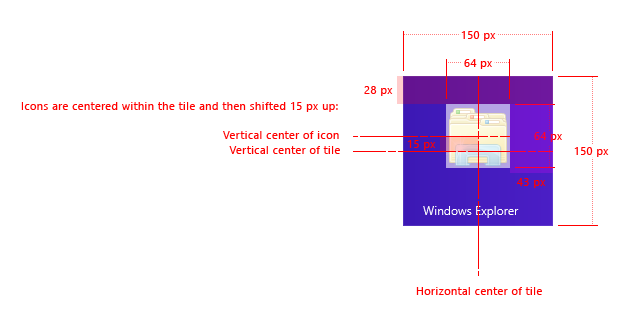 150 px
64 px
28 px
Icons are centered within the tile and then shifted 15 px up:
Vertical center of icon
64 px
15 px
Vertical center of tile
150 px
43 px
Windows Explorer
Horizontal center of tile